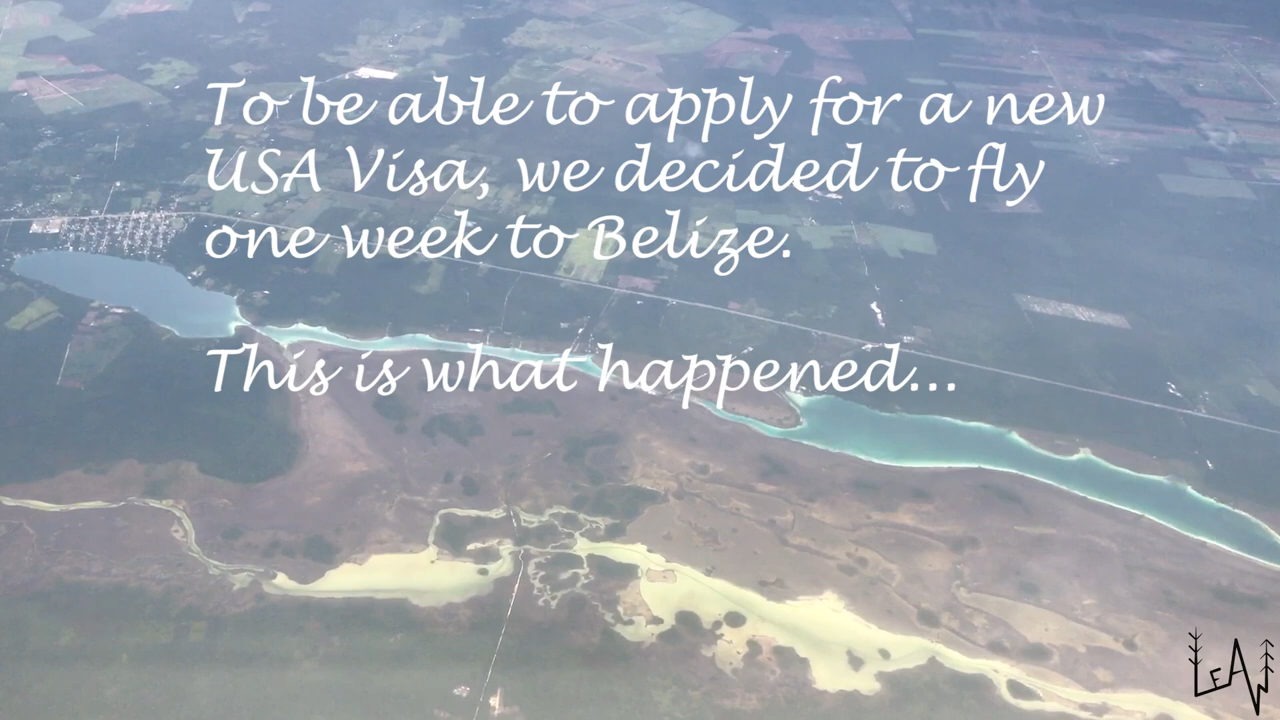 To be able to apply for a new
USA Visa, we decided to fly
one week to Belize.
This is what happened...
LEAW